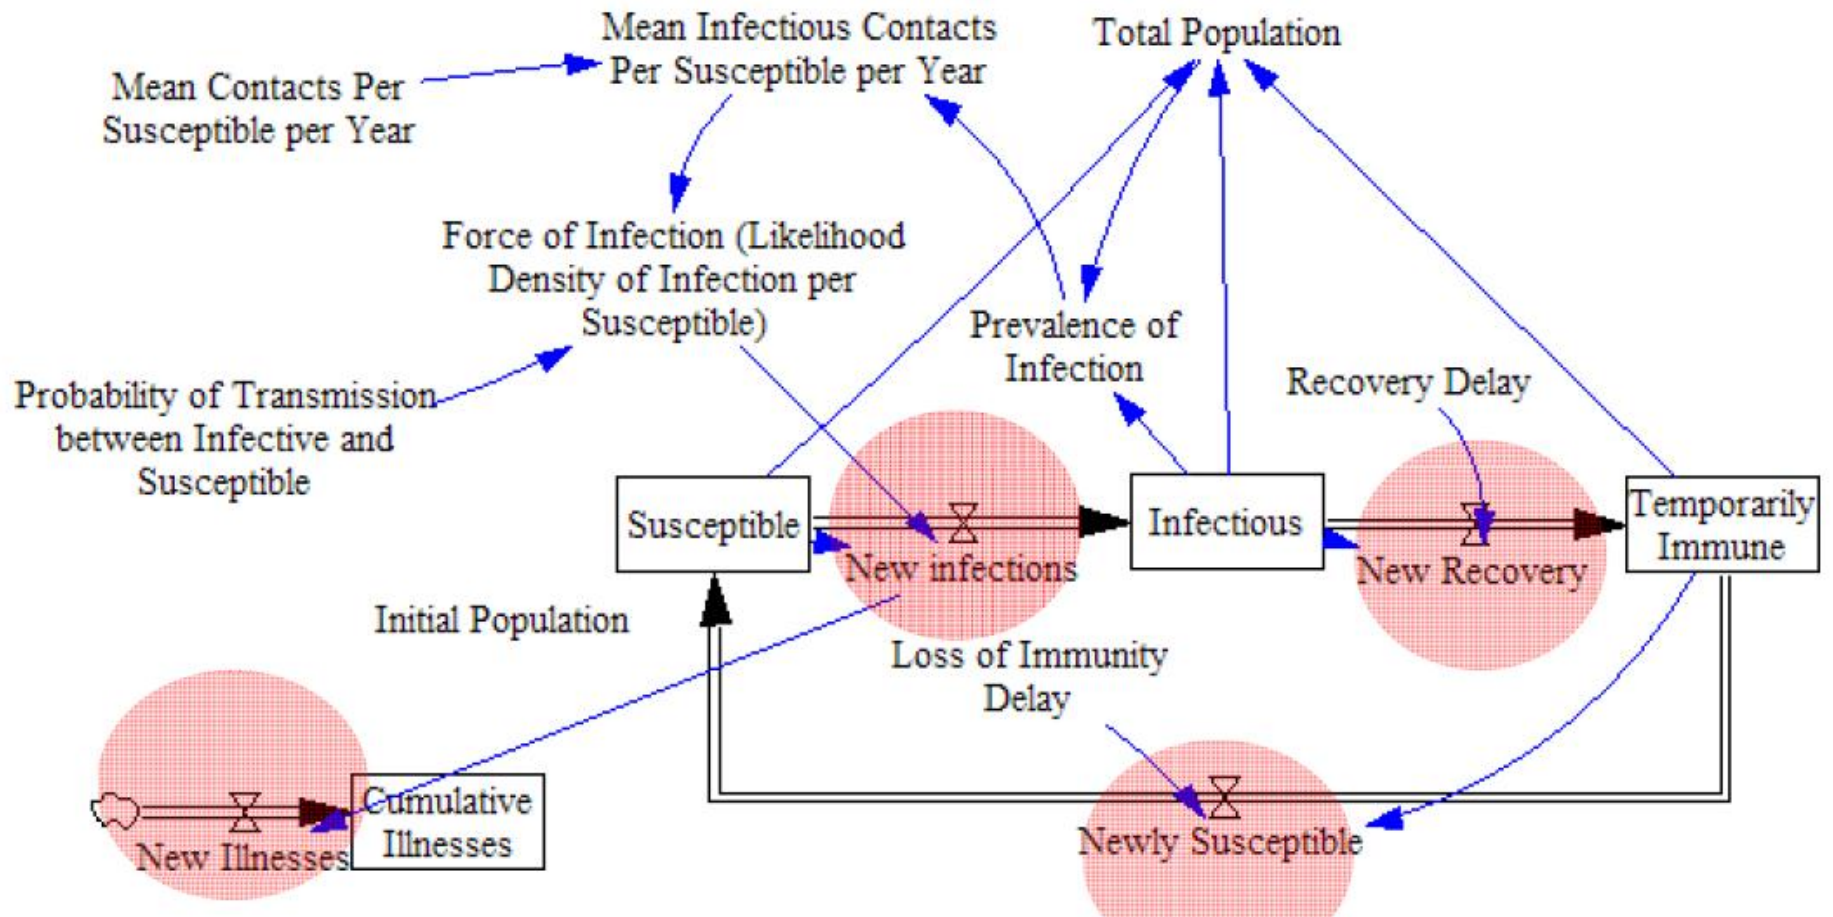 Mean Infectious Contacts
Per Susceptible per Year
Total Population
Mean Contacts Per
Susceptible per Year
Force of Infection (Likelihood
Density of Infection per
Susceptible)
Prevalence of
Infection
Recovery Delay
Probability of Transmission
between Infective and
Susceptible
Susceptible
New infections
Infectious
New Recovery
Temporarily
Immune
Initial Population
Loss of Immunity
Delay
Cumulative
Illnesses
New Illnesses
Newly Susceptible